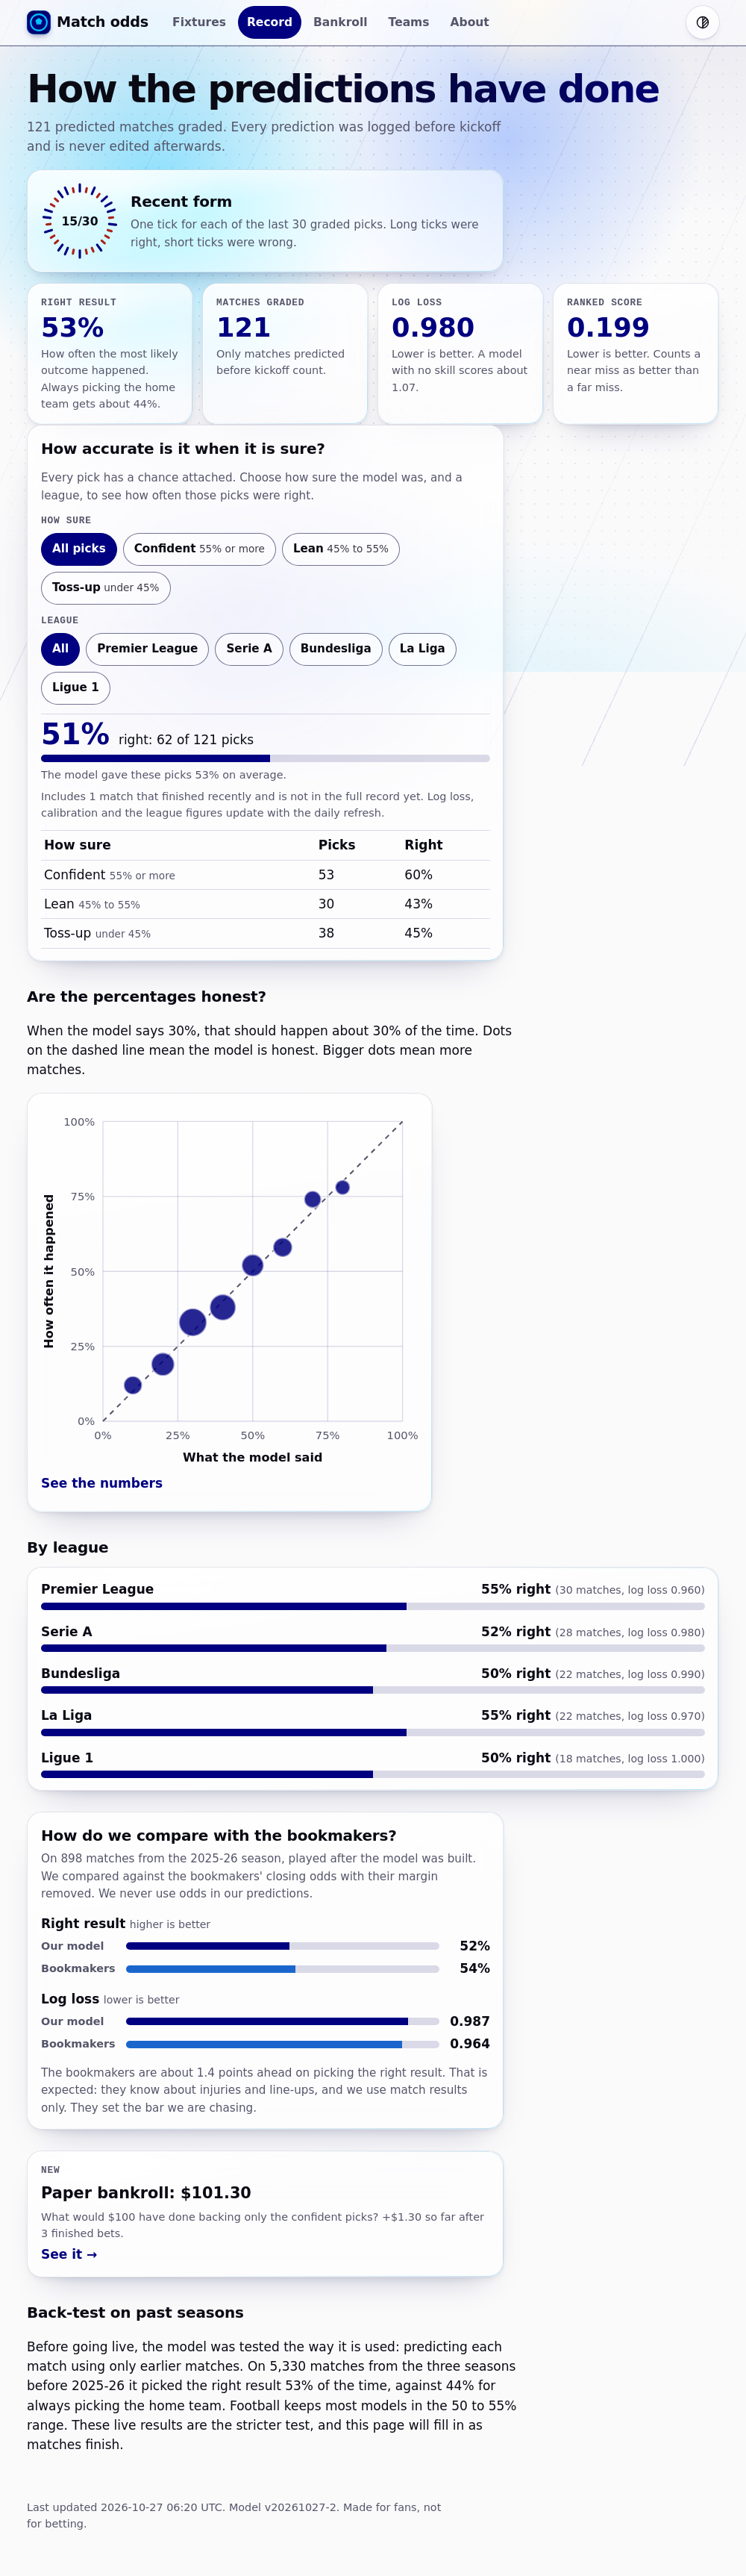 Match odds
Fixtures
Record
Bankroll
Teams
About
How the predictions have done
121 predicted matches graded. Every prediction was logged before kickoff
and is never edited afterwards.
15/30
Recent form
One tick for each of the last 30 graded picks. Long ticks were
right, short ticks were wrong.
RIGHT RESULT
53%
How often the most likely
outcome happened.
Always picking the home
team gets about 44%.
MATCHES GRADED
121
Only matches predicted
before kickoff count.
LOG LOSS
0.980
Lower is better. A model
with no skill scores about
1.07.
RANKED SCORE
0.199
Lower is better. Counts a
near miss as better than
a far miss.
How accurate is it when it is sure?
Every pick has a chance attached. Choose how sure the model was, and a
league, to see how often those picks were right.
HOW SURE
All picks
Confident 55% or more
Lean 45% to 55%
Toss-up under 45%
LEAGUE
All
Premier League
Serie A
Bundesliga
La Liga
Ligue 1
51% right: 62 of 121 picks
The model gave these picks 53% on average.
Includes 1 match that finished recently and is not in the full record yet. Log loss,
calibration and the league figures update with the daily refresh.
How sure Picks Right
Confident 55% or more 53 60%
Lean 45% to 55% 30 43%
Toss-up under 45% 38 45%
Are the percentages honest?
When the model says 30%, that should happen about 30% of the time. Dots
on the dashed line mean the model is honest. Bigger dots mean more
matches.
How often it happened
100%
75%
50%
25%
0%
0% 25% 50% 75% 100%
What the model said
See the numbers
By league
Premier League 55% right (30 matches, log loss 0.960)
Serie A 52% right (28 matches, log loss 0.980)
Bundesliga 50% right (22 matches, log loss 0.990)
La Liga 55% right (22 matches, log loss 0.970)
Ligue 1 50% right (18 matches, log loss 1.000)
How do we compare with the bookmakers?
On 898 matches from the 2025-26 season, played after the model was built.
We compared against the bookmakers' closing odds with their margin
removed. We never use odds in our predictions.
Right result higher is better
Our model 52%
Bookmakers 54%
Log loss lower is better
Our model 0.987
Bookmakers 0.964
The bookmakers are about 1.4 points ahead on picking the right result. That is
expected: they know about injuries and line-ups, and we use match results
only. They set the bar we are chasing.
NEW
Paper bankroll: $101.30
What would $100 have done backing only the confident picks? +$1.30 so far after
3 finished bets.
See it →
Back-test on past seasons
Before going live, the model was tested the way it is used: predicting each
match using only earlier matches. On 5,330 matches from the three seasons
before 2025-26 it picked the right result 53% of the time, against 44% for
always picking the home team. Football keeps most models in the 50 to 55%
range. These live results are the stricter test, and this page will fill in as
matches finish.
Last updated 2026-10-27 06:20 UTC. Model v20261027-2. Made for fans, not
for betting.